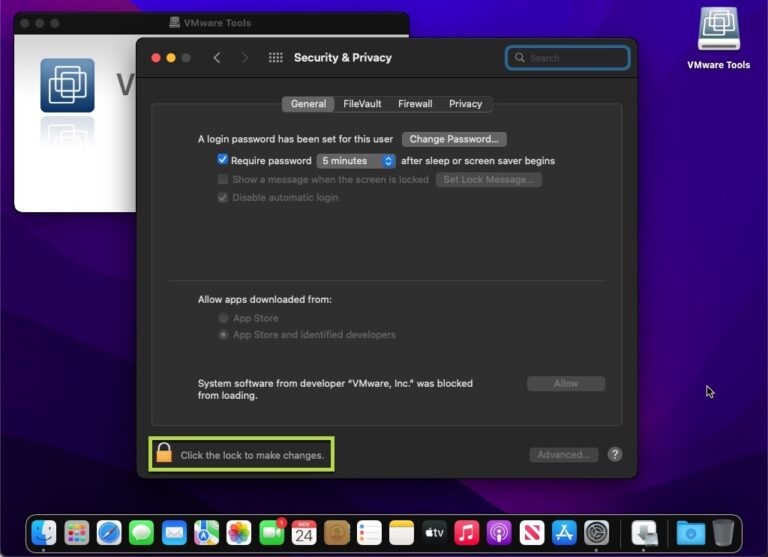 VMware Tools
VMware Tools
V
Security & Privacy
Search
General
FileVault
Firewall
Privacy
A login password has been set for this user
Change Password...
Require password
5 minutes
after sleep or screen saver begins
Show a message when the screen is locked
Set Lock Message...
Disable automatic login
Allow apps downloaded from:
App Store
App Store and identified developers
System software from developer “VMware, Inc.” was blocked
from loading.
Allow
Click the lock to make changes.
Advanced...
?
1
NOV
24
tv